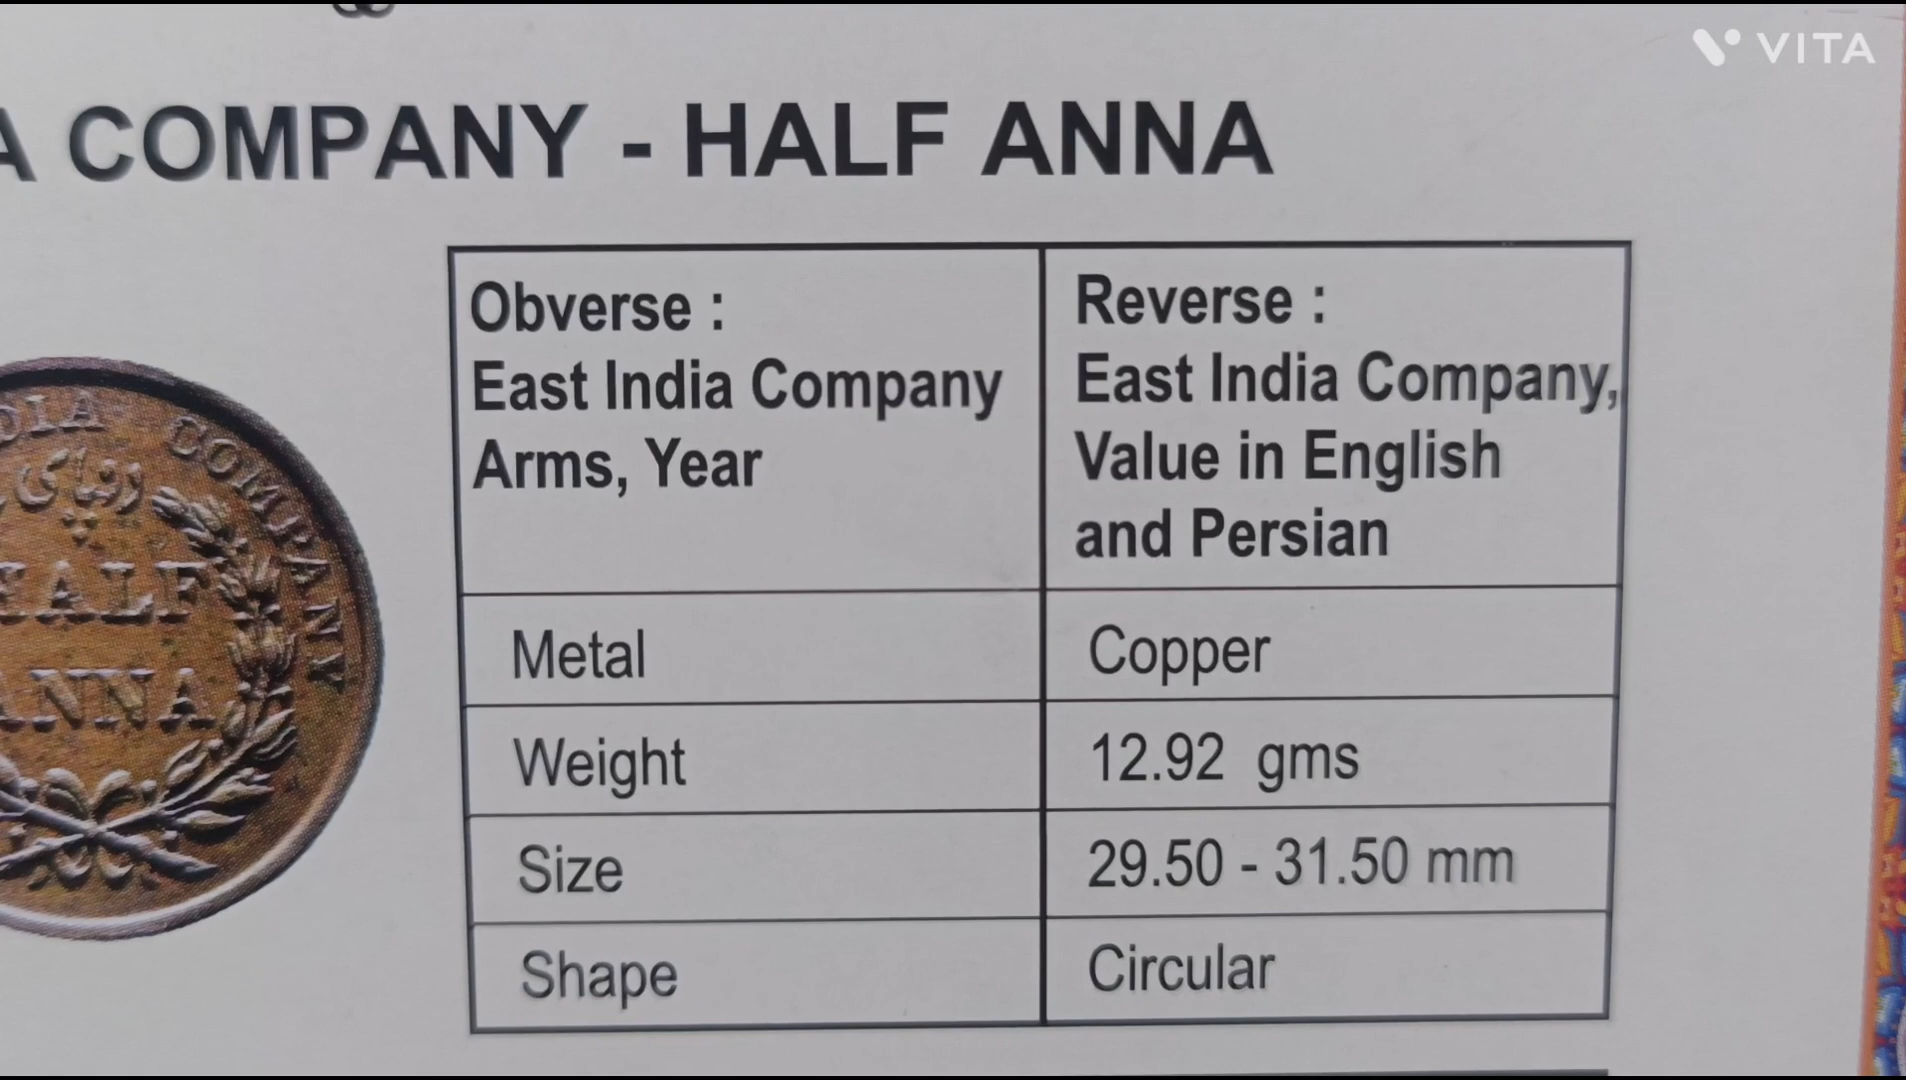 VITA
A COMPANY - HALF ANNA
Obverse :
East India Company
Arms, Year
Reverse :
East India Company,
Value in English
and Persian
Metal Copper
Weight 12.92 gms
Size 29.50 - 31.50 mm
Shape Circular
DIA COMPANY
HALF
ANNA